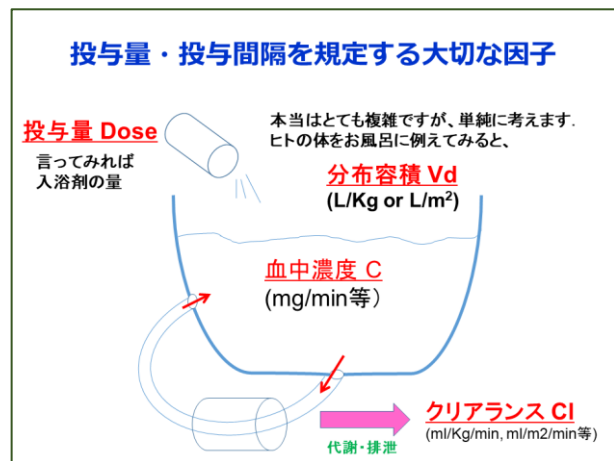 投与量・投与間隔を規定する大切な因子
投与量 Dose
言ってみれば
入浴剤の量
本当はとても複雑ですが、単純に考えます.
ヒトの体をお風呂に例えてみると、
分布容積 Vd
(L/Kg or L/m²)
血中濃度 C
(mg/min等)
クリアランス Cl
(ml/Kg/min, ml/m2/min等)
代謝・排泄